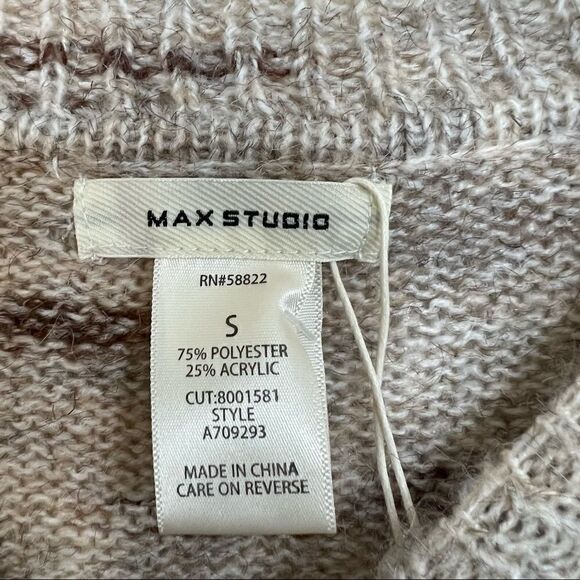 MAX STUDIO
RN#58822
S
75% POLYESTER
25% ACRYLIC
CUT:8001581
STYLE
A709293
MADE IN CHINA
CARE ON REVERSE